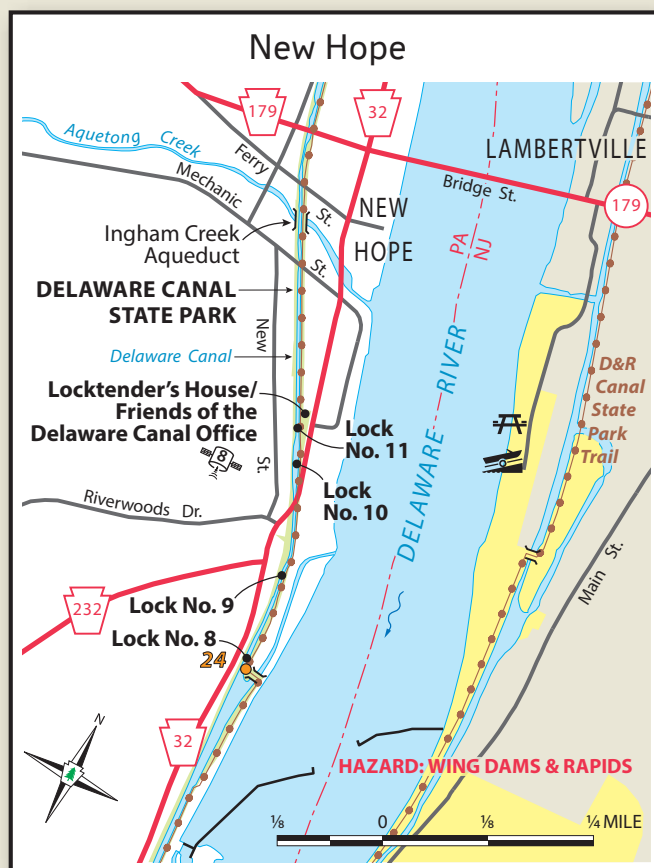 New Hope
179
32
Aquetong Creek
Ferry St.
LAMBERTVILLE
Mechanic St.
Bridge St.
NEW
HOPE
179
Ingham Creek
Aqueduct
PA
NJ
DELAWARE CANAL
STATE PARK
New St.
Delaware Canal
D&R
Canal
State
Park
Trail
Locktender's House/
Friends of the
Delaware Canal Office
Lock
No. 11
8
Lock
No. 10
DELAWARE RIVER
Riverwoods Dr.
Main St.
232
Lock No. 9
Lock No. 8
24
N
32
HAZARD: WING DAMS & RAPIDS
⅛ 0 ⅛ ¼ MILE